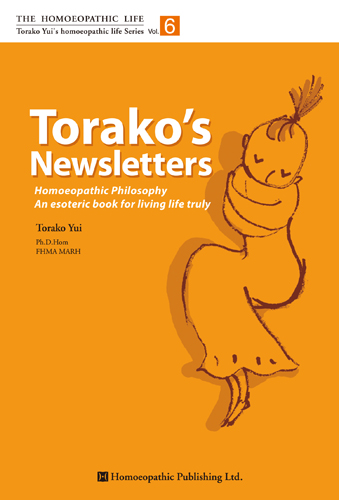 THE HOMOEOPATHIC LIFE
Torako Yui's homoeopathic life Series Vol. 6
Torako's
Newsletters
Homoeopathic Philosophy
An esoteric book for living life truly
Torako Yui
Ph.D.Hom
FHMA MARH
H Homoeopathic Publishing Ltd.